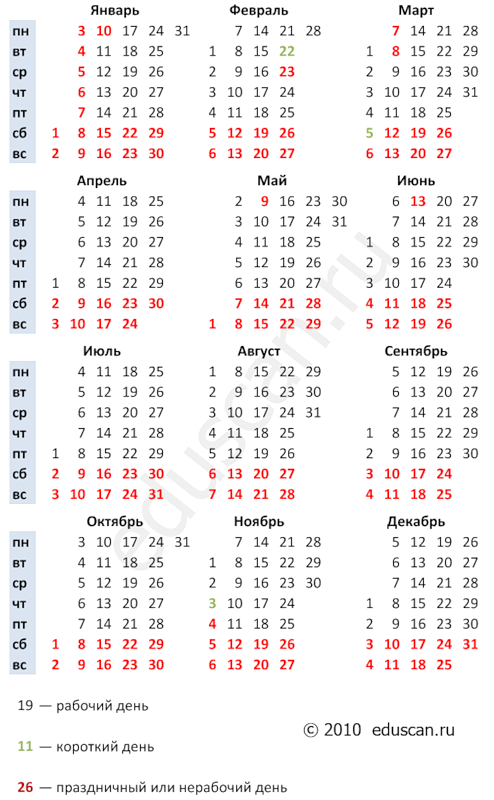 Январь Февраль Март
пн 3 10 17 24 31 7 14 21 28 7 14 21 28
вт 4 11 18 25 1 8 15 22 1 8 15 22 29
ср 5 12 19 26 2 9 16 23 2 9 16 23 30
чт 6 13 20 27 3 10 17 24 3 10 17 24 31
пт 7 14 21 28 4 11 18 25 4 11 18 25
сб 1 8 15 22 29 5 12 19 26 5 12 19 26
вс 2 9 16 23 30 6 13 20 27 6 13 20 27
Апрель Май Июнь
пн 4 11 18 25 2 9 16 23 30 6 13 20 27
вт 5 12 19 26 3 10 17 24 31 7 14 21 28
ср 6 13 20 27 4 11 18 25 1 8 15 22 29
чт 7 14 21 28 5 12 19 26 2 9 16 23 30
пт 1 8 15 22 29 6 13 20 27 3 10 17 24
сб 2 9 16 23 30 7 14 21 28 4 11 18 25
вс 3 10 17 24 1 8 15 22 29 5 12 19 26
Июль Август Сентябрь
пн 4 11 18 25 1 8 15 22 29 5 12 19 26
вт 5 12 19 26 2 9 16 23 30 6 13 20 27
ср 6 13 20 27 3 10 17 24 31 7 14 21 28
чт 7 14 21 28 4 11 18 25 1 8 15 22 29
пт 1 8 15 22 29 5 12 19 26 2 9 16 23 30
сб 2 9 16 23 30 6 13 20 27 3 10 17 24
вс 3 10 17 24 31 7 14 21 28 4 11 18 25
Октябрь Ноябрь Декабрь
пн 3 10 17 24 31 7 14 21 28 5 12 19 26
вт 4 11 18 25 1 8 15 22 29 6 13 20 27
ср 5 12 19 26 2 9 16 23 30 7 14 21 28
чт 6 13 20 27 3 10 17 24 1 8 15 22 29
пт 7 14 21 28 4 11 18 25 2 9 16 23 30
сб 1 8 15 22 29 5 12 19 26 3 10 17 24 31
вс 2 9 16 23 30 6 13 20 27 4 11 18 25
19 — рабочий день
© 2010 eduscan.ru
11 — короткий день
26 — праздничный или нерабочий день
eduscan.ru